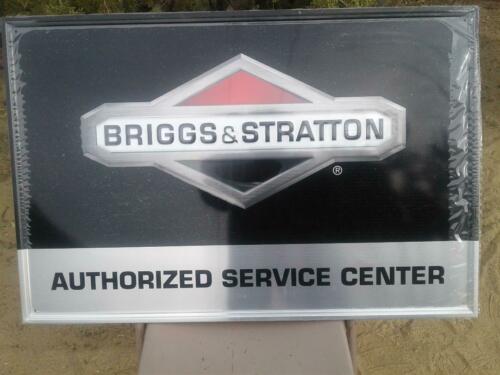 BRIGGS & STRATTON
®
AUTHORIZED SERVICE CENTER